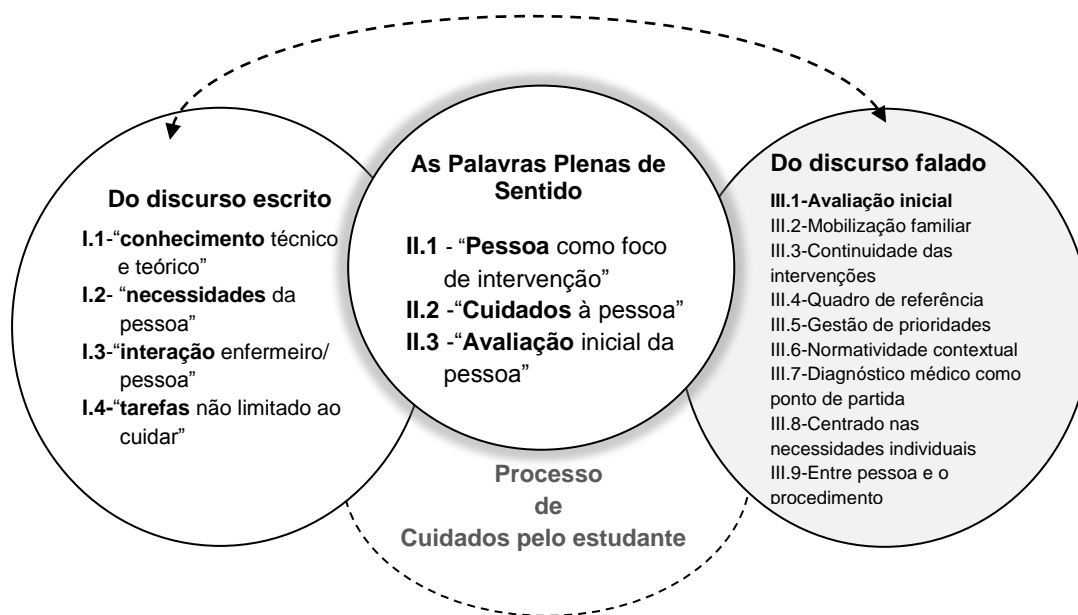 Do discurso escrito
I.1-“conhecimento técnico
e teórico”
I.2- “necessidades da
pessoa”
I.3-“interação enfermeiro/
pessoa”
I.4-“tarefas não limitado ao
cuidar”
As Palavras Plenas de
Sentido
II.1 - “Pessoa como foco
de intervenção”
II.2 -“Cuidados à pessoa”
II.3 -“Avaliação inicial da
pessoa”
Do discurso falado
III.1-Avaliação inicial
III.2-Mobilização familiar
III.3-Continuidade das
intervenções
III.4-Quadro de referência
III.5-Gestão de prioridades
III.6-Normatividade contextual
III.7-Diagnóstico médico como
ponto de partida
III.8-Centrado nas
necessidades individuais
III.9-Entre pessoa e o
procedimento
Processo
de
Cuidados pelo estudante